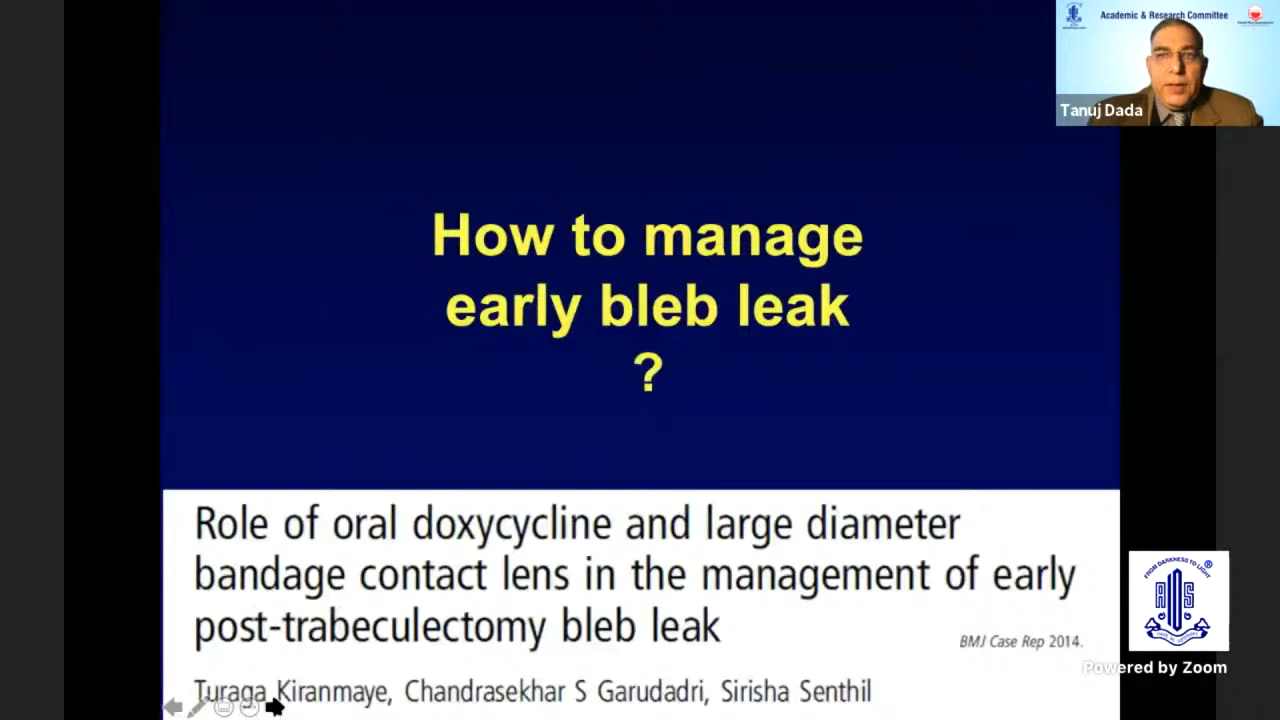 Academic & Research Committee
Tanuj Dada
How to manage
early bleb leak
?
Role of oral doxycycline and large diameter
bandage contact lens in the management of early
post-trabeculectomy bleb leak
BMJ Case Rep 2014.
Turaga Kiranmaye, Chandrasekhar S Garudadri, Sirisha Senthil
FROM DARKNESS TO LIGHT
®
AIOS
Powered by Zoom